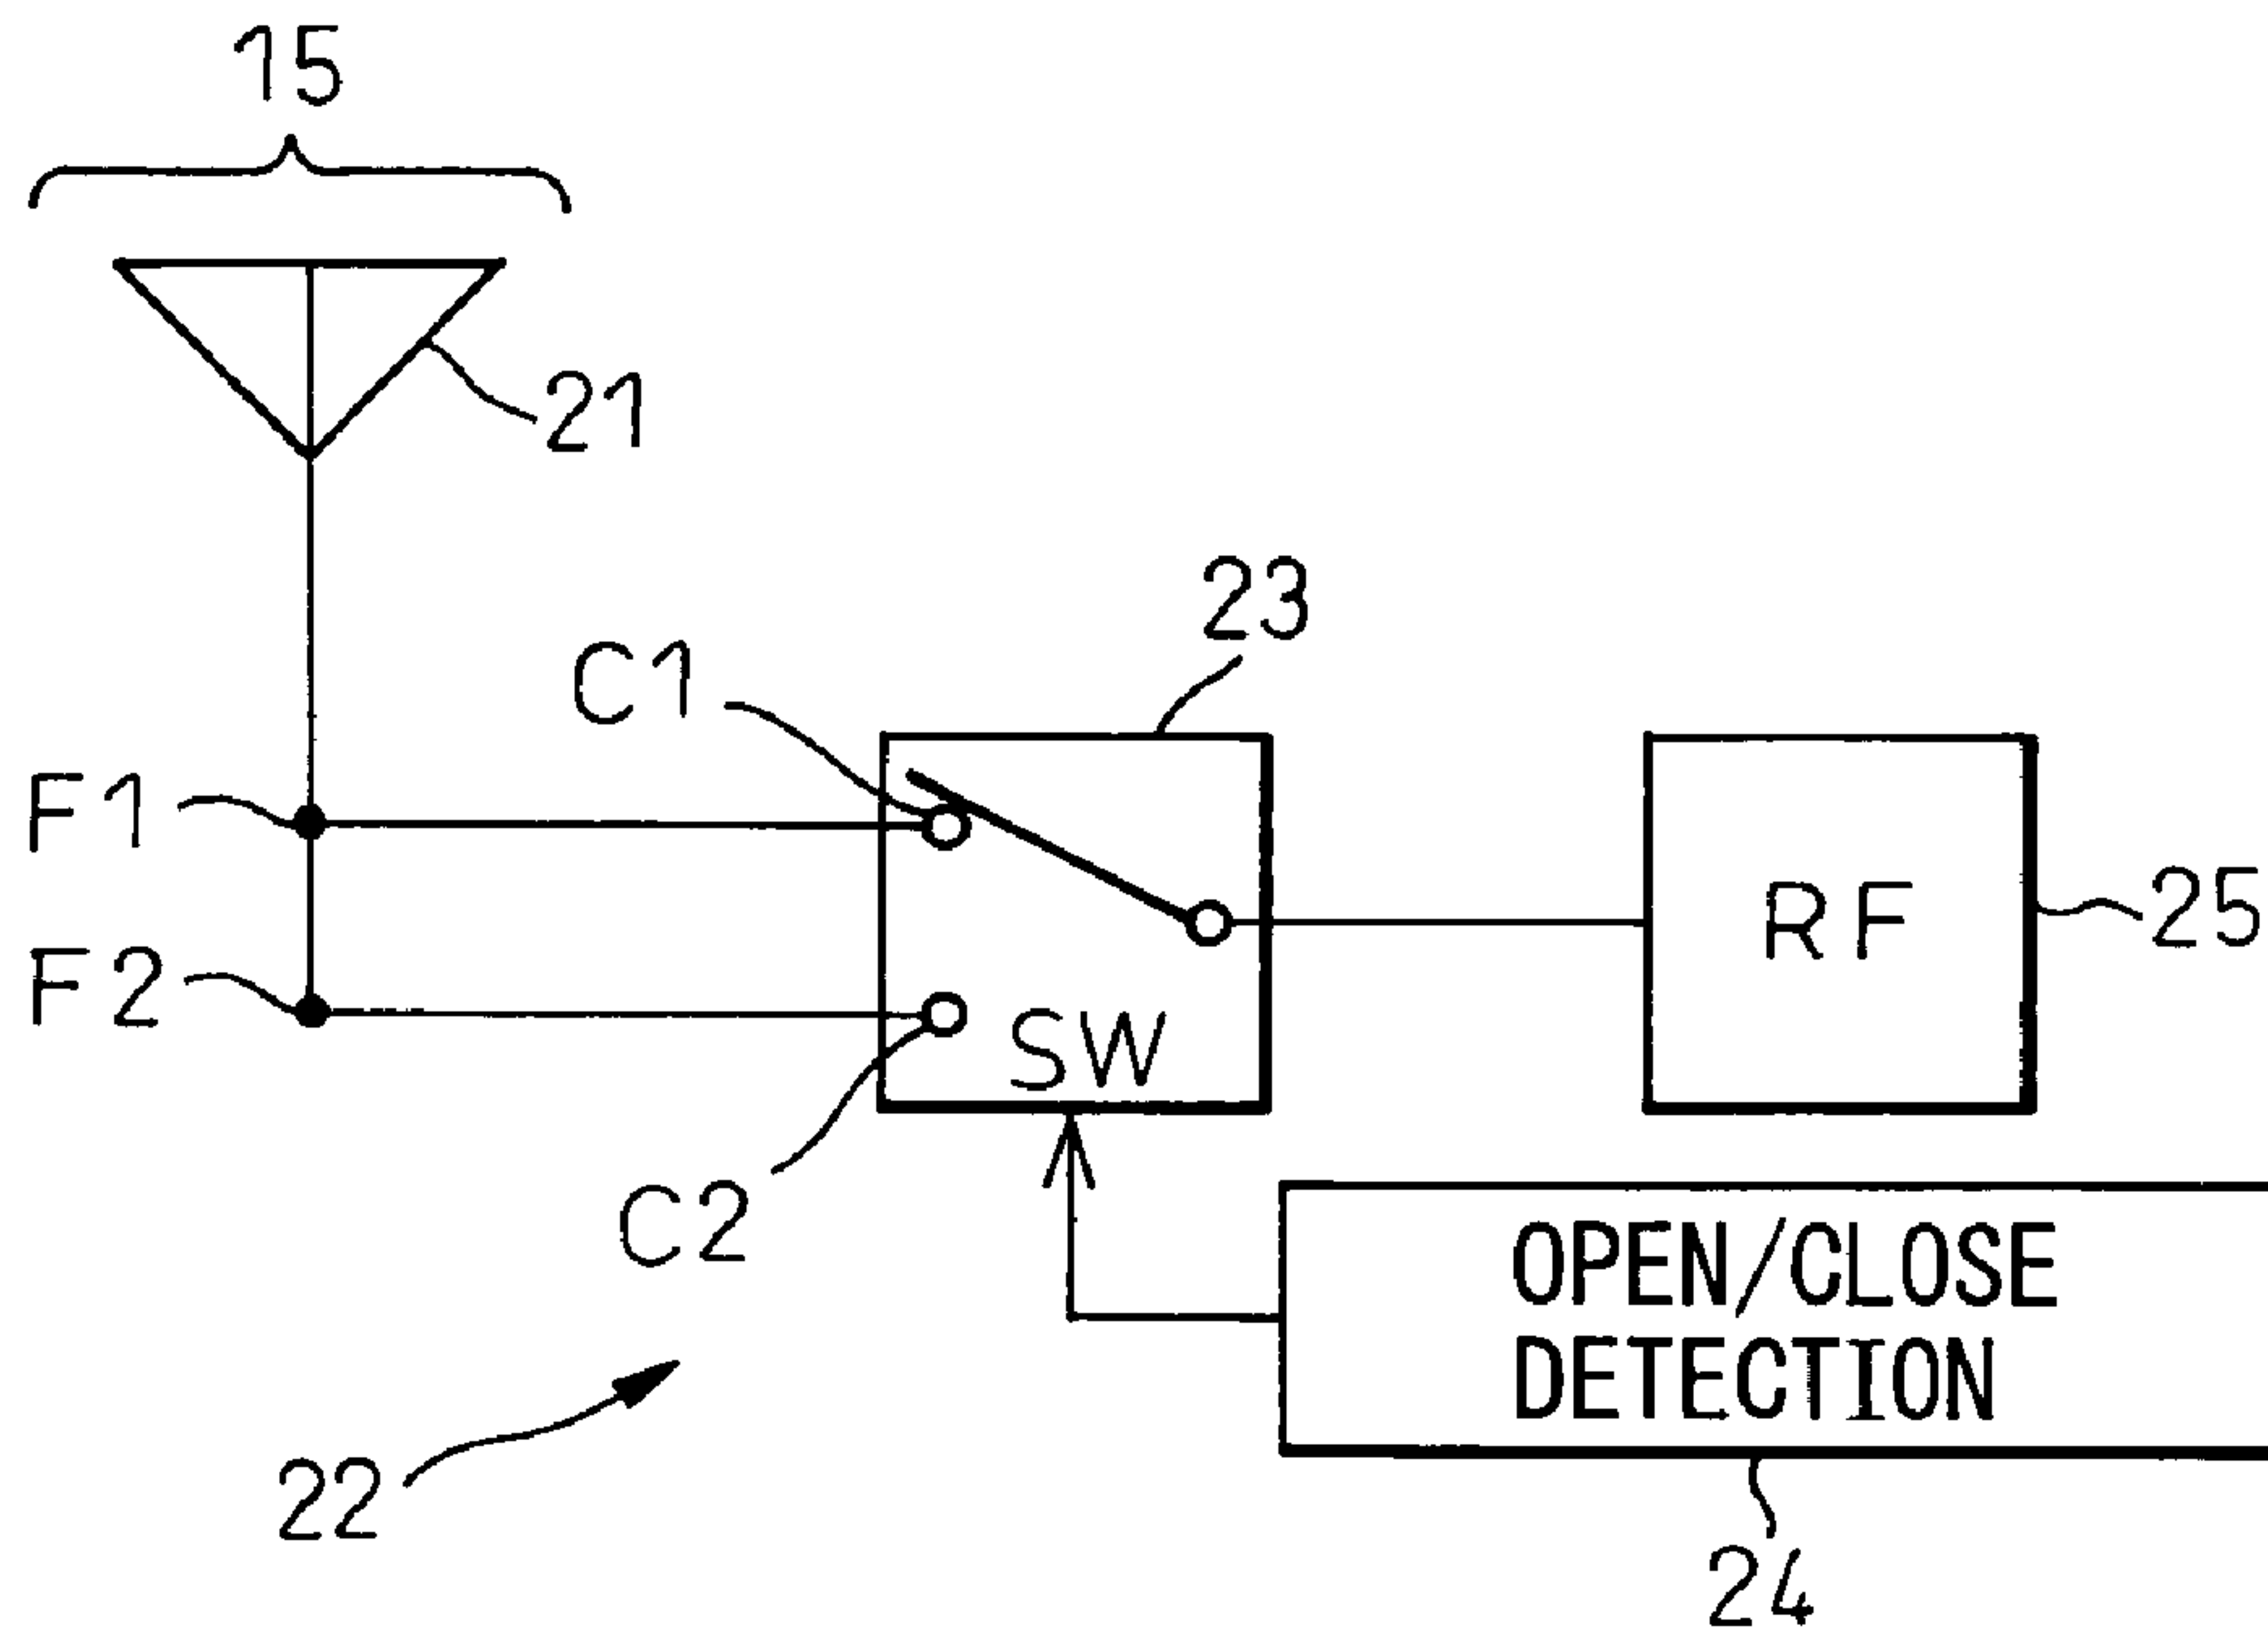 15
21
23
C1
F1
RF
25
F2
SW
C2
OPEN/CLOSE
DETECTION
22
24